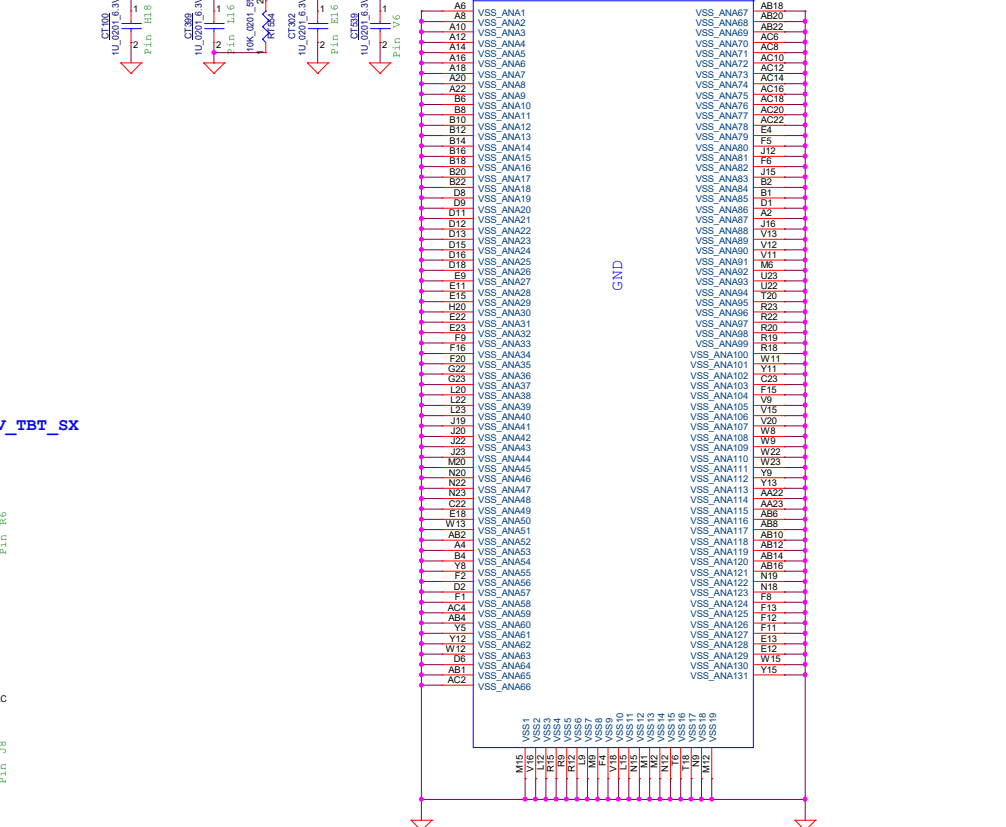 CT100 1U_0201_6.3V 1 2 Pin H18
CT399 1U_0201_6.3V 1 2 Pin L16
10K_0201_5% 2 1
CT302 1U_0201_6.3V 1 2 Pin E16
CT539 1U_0201_6.3V 1 2 Pin V6
V_TBT_SX
Pin R6
C
Pin J8
GND
A6 VSS_ANA1 VSS_ANA67 AB18
A8 VSS_ANA2 VSS_ANA68 AB20
A10 VSS_ANA3 VSS_ANA69 AB22
A12 VSS_ANA4 VSS_ANA70 AC6
A14 VSS_ANA5 VSS_ANA71 AC8
A16 VSS_ANA6 VSS_ANA72 AC10
A18 VSS_ANA7 VSS_ANA73 AC12
A20 VSS_ANA8 VSS_ANA74 AC14
A22 VSS_ANA9 VSS_ANA75 AC16
B6 VSS_ANA10 VSS_ANA76 AC18
B8 VSS_ANA11 VSS_ANA77 AC20
B10 VSS_ANA12 VSS_ANA78 AC22
B12 VSS_ANA13 VSS_ANA79 E4
B14 VSS_ANA14 VSS_ANA80 F5
B16 VSS_ANA15 VSS_ANA81 J12
B18 VSS_ANA16 VSS_ANA82 F6
B20 VSS_ANA17 VSS_ANA83 J15
B22 VSS_ANA18 VSS_ANA84 B2
D8 VSS_ANA19 VSS_ANA85 B1
D9 VSS_ANA20 VSS_ANA86 D1
D11 VSS_ANA21 VSS_ANA87 A2
D12 VSS_ANA22 VSS_ANA88 J16
D13 VSS_ANA23 VSS_ANA89 V13
D15 VSS_ANA24 VSS_ANA90 V12
D16 VSS_ANA25 VSS_ANA91 V11
D18 VSS_ANA26 VSS_ANA92 M6
E9 VSS_ANA27 VSS_ANA93 U23
E11 VSS_ANA28 VSS_ANA94 U22
E15 VSS_ANA29 VSS_ANA95 T20
H20 VSS_ANA30 VSS_ANA96 R23
E22 VSS_ANA31 VSS_ANA97 R22
E23 VSS_ANA32 VSS_ANA98 R20
F9 VSS_ANA33 VSS_ANA99 R19
F16 VSS_ANA34 VSS_ANA100 R18
F20 VSS_ANA35 VSS_ANA101 W11
G22 VSS_ANA36 VSS_ANA102 Y11
G23 VSS_ANA37 VSS_ANA103 C23
L20 VSS_ANA38 VSS_ANA104 F15
L22 VSS_ANA39 VSS_ANA105 V9
L23 VSS_ANA40 VSS_ANA106 V15
J19 VSS_ANA41 VSS_ANA107 V20
J20 VSS_ANA42 VSS_ANA108 W8
J22 VSS_ANA43 VSS_ANA109 W9
J23 VSS_ANA44 VSS_ANA110 W22
M20 VSS_ANA45 VSS_ANA111 W23
N20 VSS_ANA46 VSS_ANA112 Y9
N22 VSS_ANA47 VSS_ANA113 Y13
N23 VSS_ANA48 VSS_ANA114 AA22
C22 VSS_ANA49 VSS_ANA115 AA23
E18 VSS_ANA50 VSS_ANA116 AB6
W13 VSS_ANA51 VSS_ANA117 AB8
AB2 VSS_ANA52 VSS_ANA118 AB10
A4 VSS_ANA53 VSS_ANA119 AB12
B4 VSS_ANA54 VSS_ANA120 AB14
Y8 VSS_ANA55 VSS_ANA121 AB16
F2 VSS_ANA56 VSS_ANA122 N19
D2 VSS_ANA57 VSS_ANA123 N18
F1 VSS_ANA58 VSS_ANA124 F8
AC4 VSS_ANA59 VSS_ANA125 F13
AB4 VSS_ANA60 VSS_ANA126 F12
Y5 VSS_ANA61 VSS_ANA127 F11
Y12 VSS_ANA62 VSS_ANA128 E13
W12 VSS_ANA63 VSS_ANA129 E12
D6 VSS_ANA64 VSS_ANA130 W15
AB1 VSS_ANA65 VSS_ANA131 Y15
AC2 VSS_ANA66
VSS1 VSS2 VSS3 VSS4 VSS5 VSS6 VSS7 VSS8 VSS9 VSS10 VSS11 VSS12 VSS13 VSS14 VSS15 VSS16 VSS17 VSS18 VSS19
M15 V16 L12 R15 R9 R12 L9 M9 F4 V18 L15 N15 M1 M2 N12 T6 T18 N9 M12